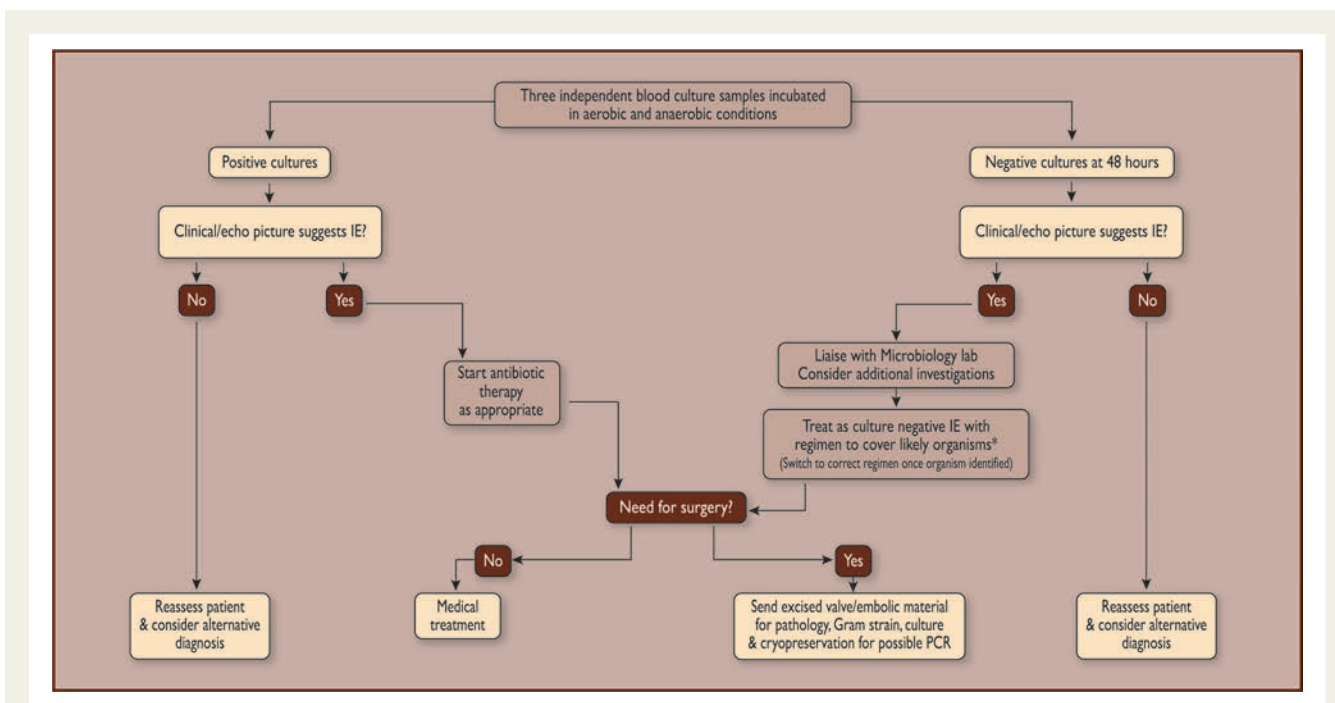 Three independent blood culture samples incubated
in aerobic and anaerobic conditions
Positive cultures
Negative cultures at 48 hours
Clinical/echo picture suggests IE?
Clinical/echo picture suggests IE?
No
Yes
Yes
No
Liaise with Microbiology lab
Consider additional investigations
Start antibiotic
therapy
as appropriate
Treat as culture negative IE with
regimen to cover likely organisms*
(Switch to correct regimen once organism identified)
Need for surgery?
No
Yes
Reassess patient
& consider alternative
diagnosis
Medical
treatment
Send excised valve/embolic material
for pathology, Gram strain, culture
& cryopreservation for possible PCR
Reassess patient
& consider alternative
diagnosis